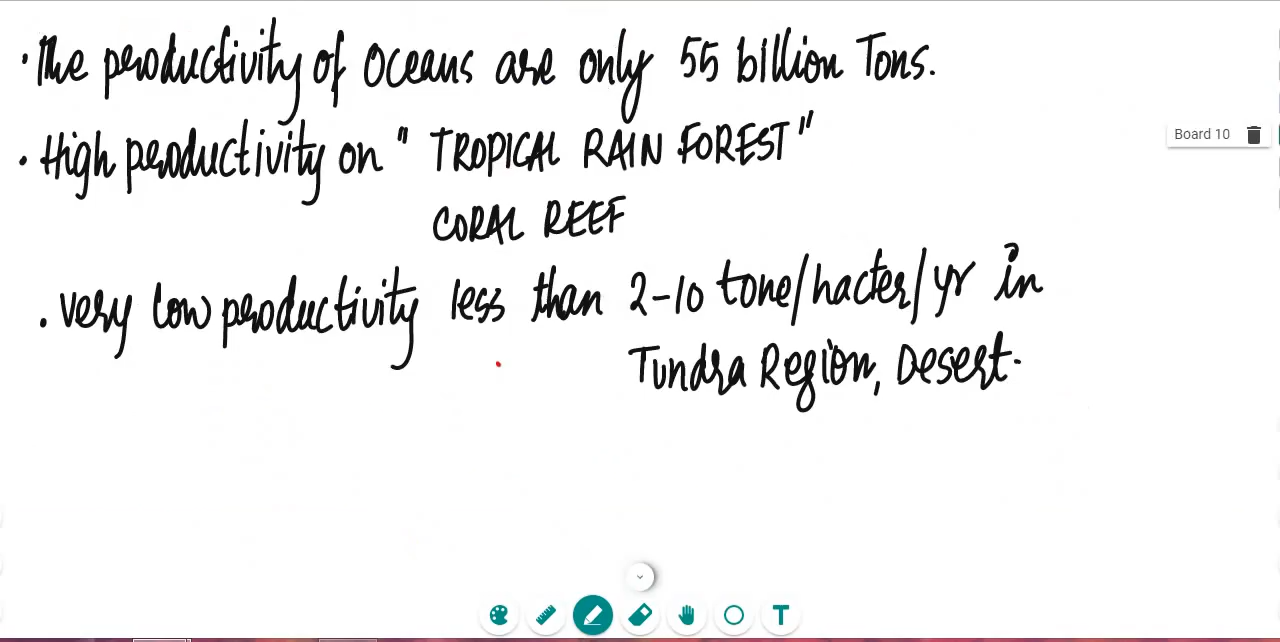 ·The productivity of Oceans are only 55 billion Tons.
Board 10
· High productivity on " TROPICAL RAIN FOREST"
CORAL REEF
. very low productivity less than 2-10 tone/hacter/yr in
Tundra Region, Desert.
T